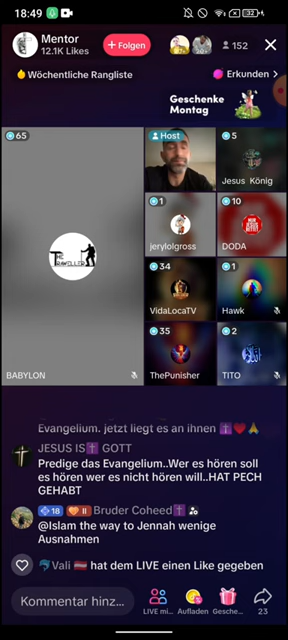 18:49
32
Mentor
12.1K Likes
+ Folgen
152
Wöchentliche Rangliste
Erkunden >
Geschenke
Montag
65
THE
TRAVELLER
BABYLON
Host
5
Jesus König
1
jerylolgross
10
DODA
34
VidaLocaTV
1
Hawk
35
ThePunisher
2
TITO
Evangelium. jetzt liegt es an ihnen ✝️❤️🙏
JESUS IS✝️ GOTT
Predige das Evangelium..Wer es hören soll
es hören wer es nicht hören will..HAT PECH
GEHABT
18 II Bruder Coheed✝️
@Islam the way to Jennah wenige
Ausnahmen
🐬Vali 🇦🇹 hat dem LIVE einen Like gegeben
Kommentar hinz...
LIVE mi...
Aufladen
Gesche...
23